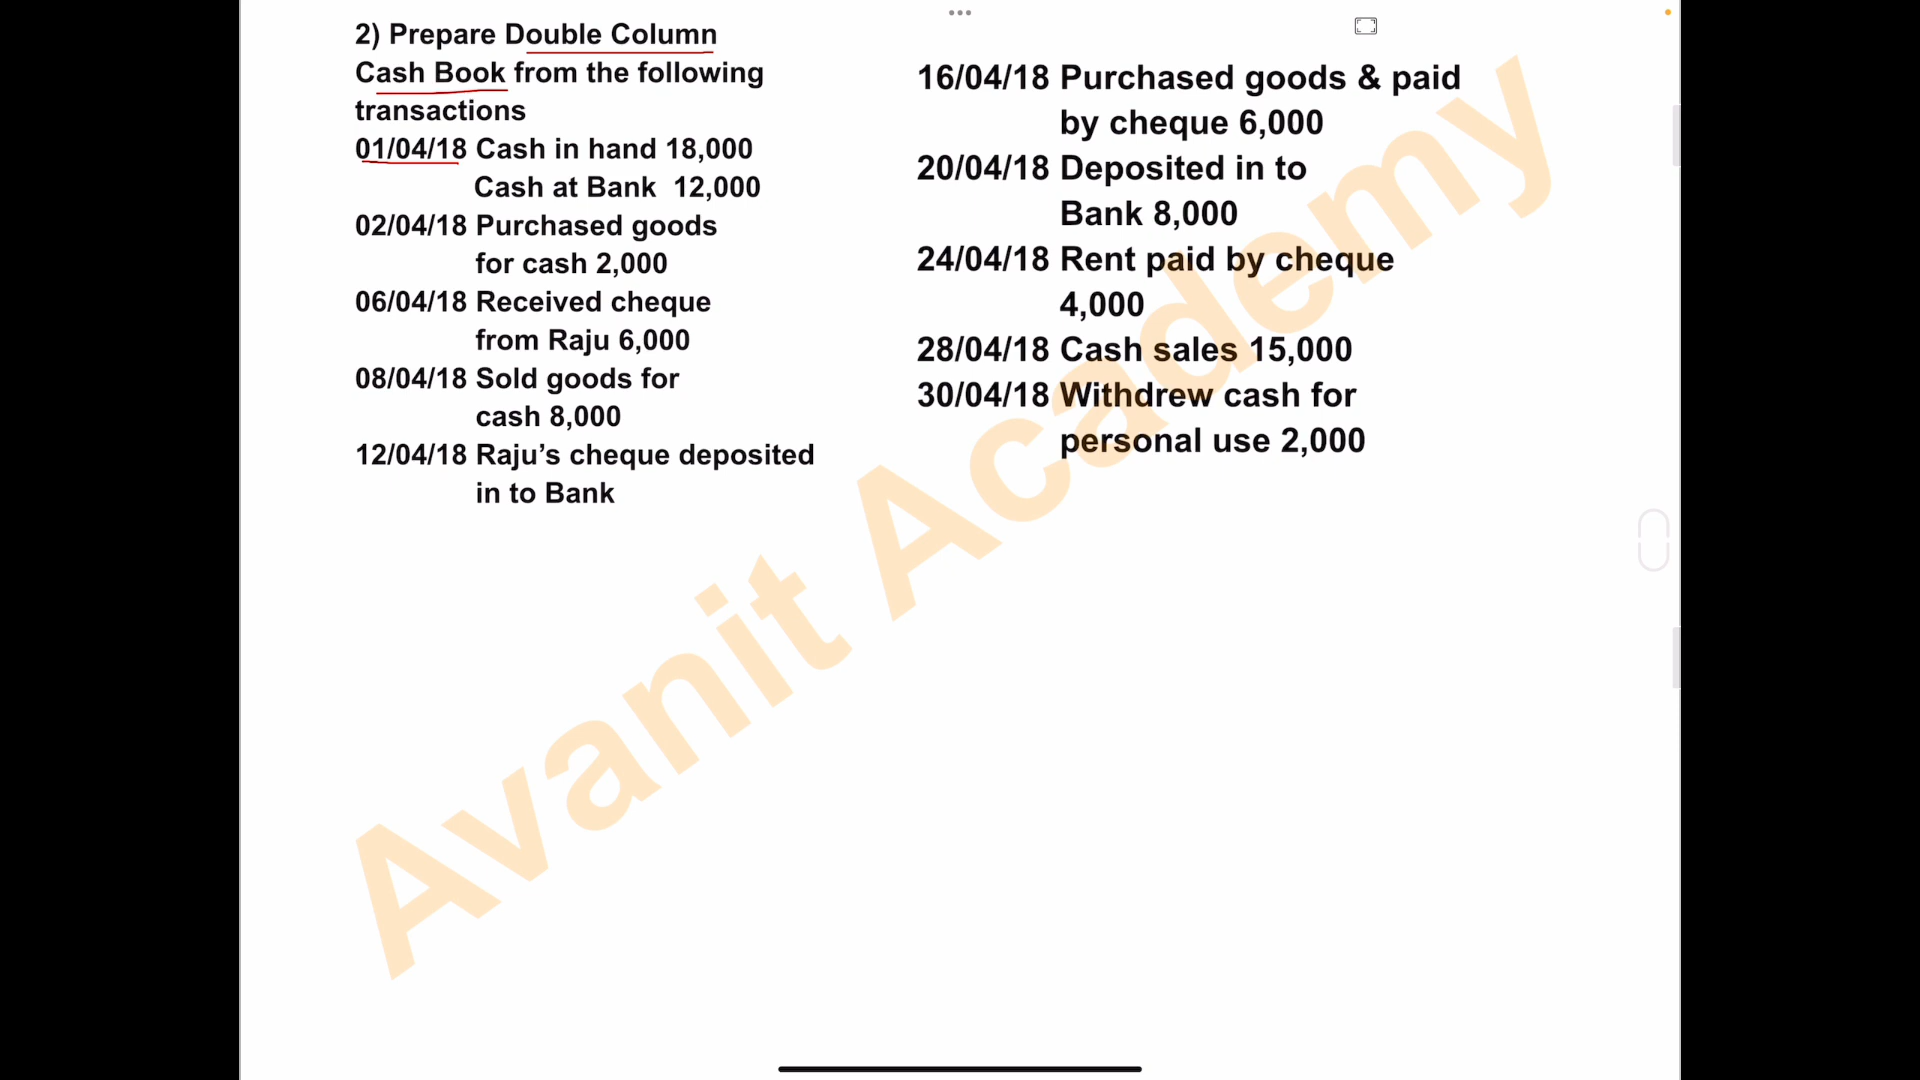 2) Prepare Double Column
Cash Book from the following
transactions
01/04/18 Cash in hand 18,000
Cash at Bank 12,000
02/04/18 Purchased goods
for cash 2,000
06/04/18 Received cheque
from Raju 6,000
08/04/18 Sold goods for
cash 8,000
12/04/18 Raju’s cheque deposited
in to Bank
16/04/18 Purchased goods & paid
by cheque 6,000
20/04/18 Deposited in to
Bank 8,000
24/04/18 Rent paid by cheque
4,000
28/04/18 Cash sales 15,000
30/04/18 Withdrew cash for
personal use 2,000
Avanit Academy